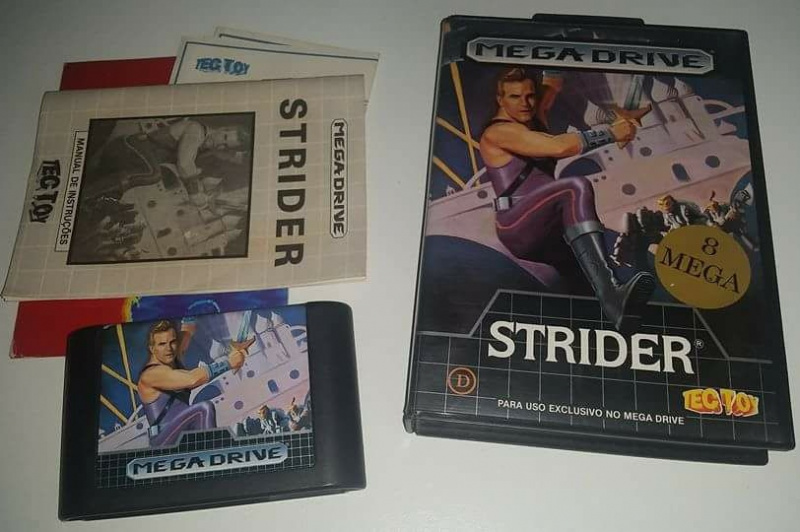 TEC TOY
MEGA DRIVE
STRIDER
MANUAL DE INSTRUÇÕES
TEC TOY
MEGA DRIVE
MEGA DRIVE
8
MEGA
STRIDER®
D
PARA USO EXCLUSIVO NO MEGA DRIVE
TEC TOY